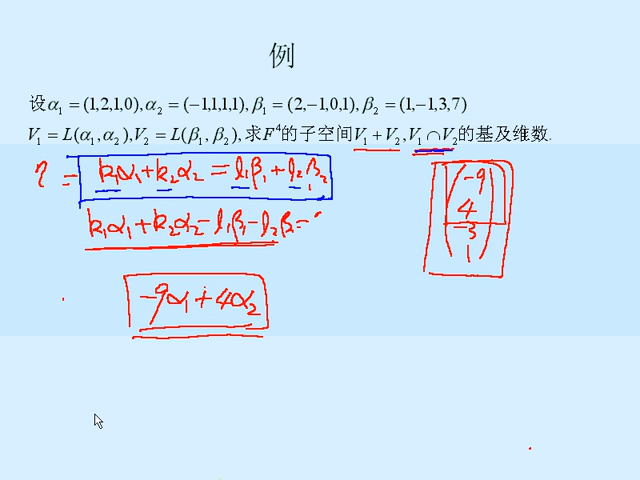 例
设α₁ = (1,2,1,0), α₂ = (−1,1,1,1), β₁ = (2,−1,0,1), β₂ = (1,−1,3,7)
V₁ = L(α₁,α₂), V₂ = L(β₁,β₂), 求F⁴的子空间V₁+V₂, V₁∩V₂的基及维数.
η = k₁α₁+k₂α₂ = l₁β₁+l₂β₂
k₁α₁+k₂α₂−l₁β₁−l₂β₂=0
−9
4
−3
1
−9α₁+4α₂